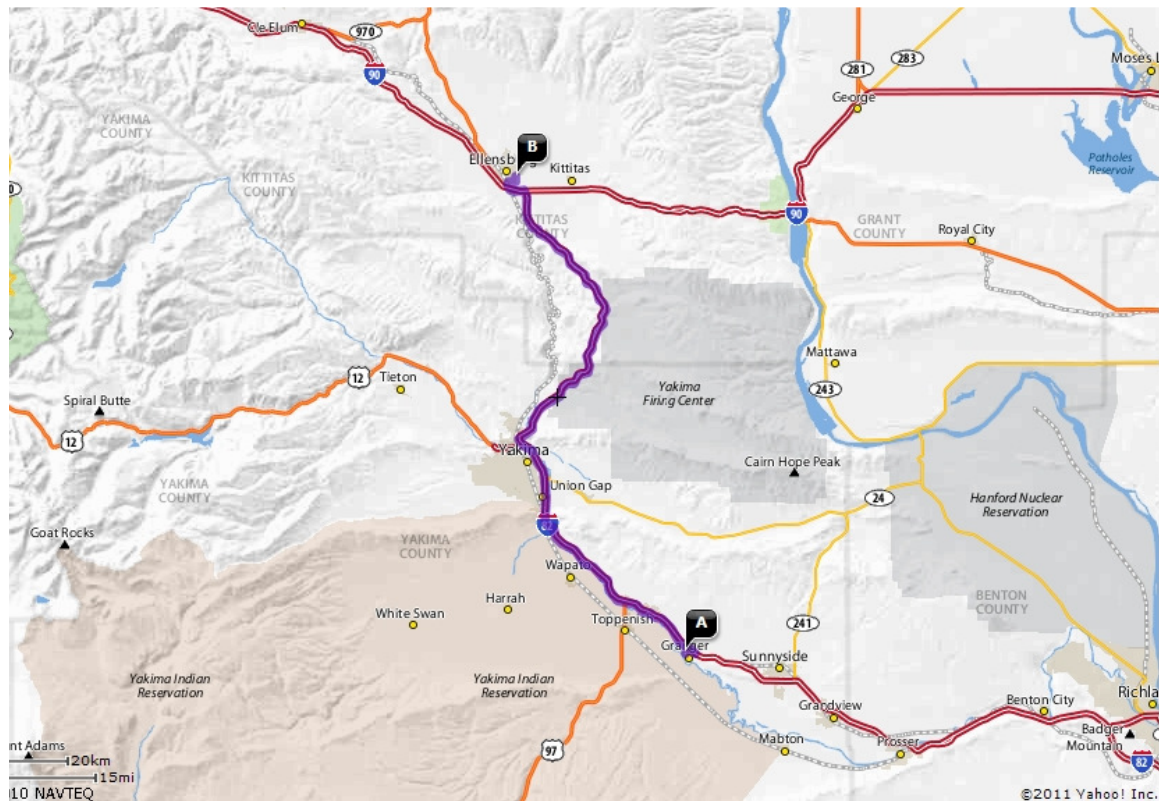 Cle Elum
970
90
283
281
Moses L
George
YAKIMA
COUNTY
B
Ellensb
g
Kittitas
Potholes
Reservoir
KITTITAS
COUNTY
90
KITTITAS
COUNTY
GRANT
COUNTY
Royal City
Mattawa
12
Tieton
243
Spiral Butte
Yakima
Firing Center
12
Yakima
Cairn Hope Peak
YAKIMA
COUNTY
Union Gap
24
Hanford Nuclear
Reservation
82
Goat Rocks
YAKIMA
COUNTY
Wapato
BENTON
COUNTY
Harrah
White Swan
Toppenish
A
241
Granger
Sunnyside
Yakima Indian
Reservation
Yakima Indian
Reservation
Richla
Benton City
Grandview
Badger
Mountain
nt Adams
97
Mabton
Prosser
20km
82
15mi
10 NAVTEQ
©2011 Yahoo! Inc.